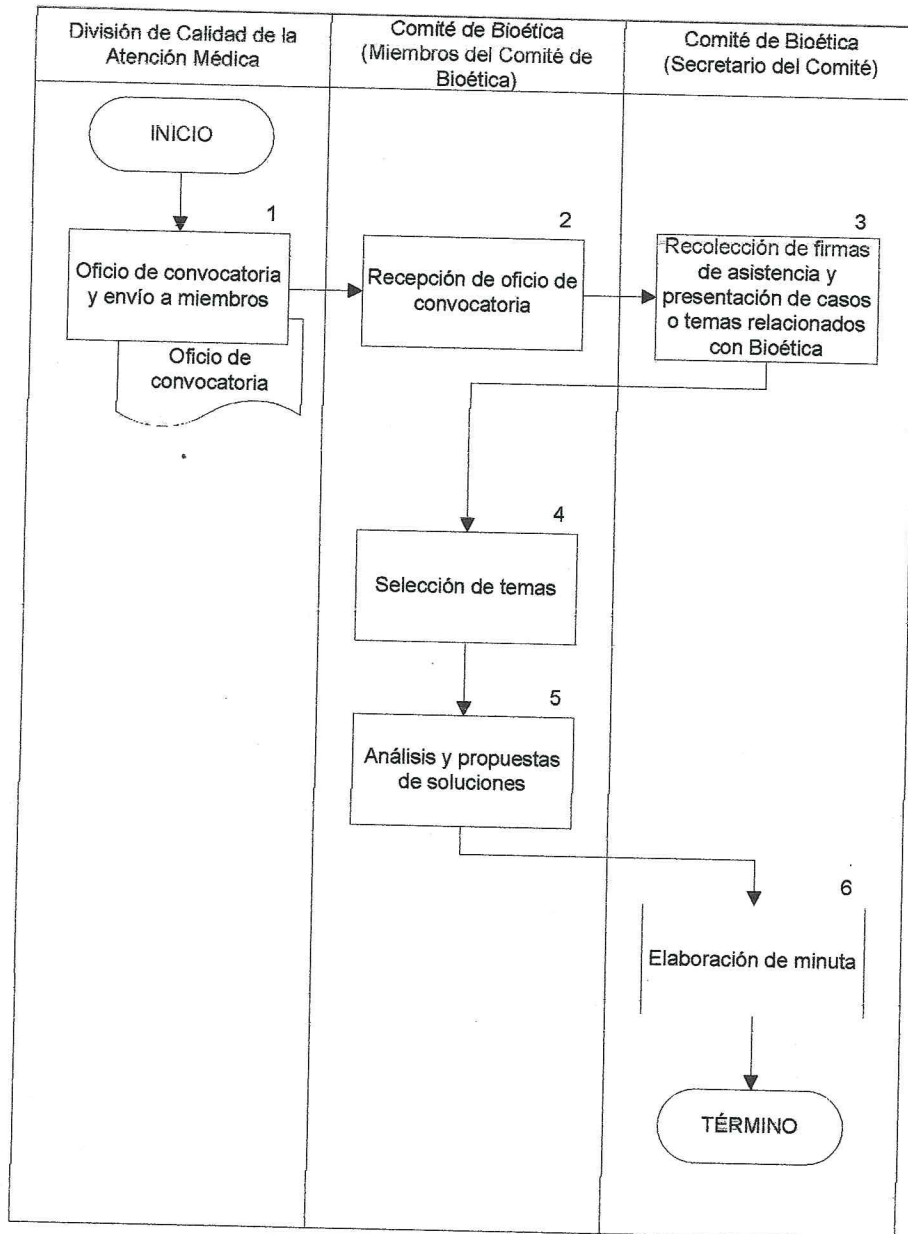 División de Calidad de la
Atención Médica
Comité de Bioética
(Miembros del Comité de
Bioética)
Comité de Bioética
(Secretario del Comité)
INICIO
1
Oficio de convocatoria
y envío a miembros
Oficio de
convocatoria
2
Recepción de oficio de
convocatoria
3
Recolección de firmas
de asistencia y
presentación de casos
o temas relacionados
con Bioética
4
Selección de temas
5
Análisis y propuestas
de soluciones
6
Elaboración de minuta
TÉRMINO